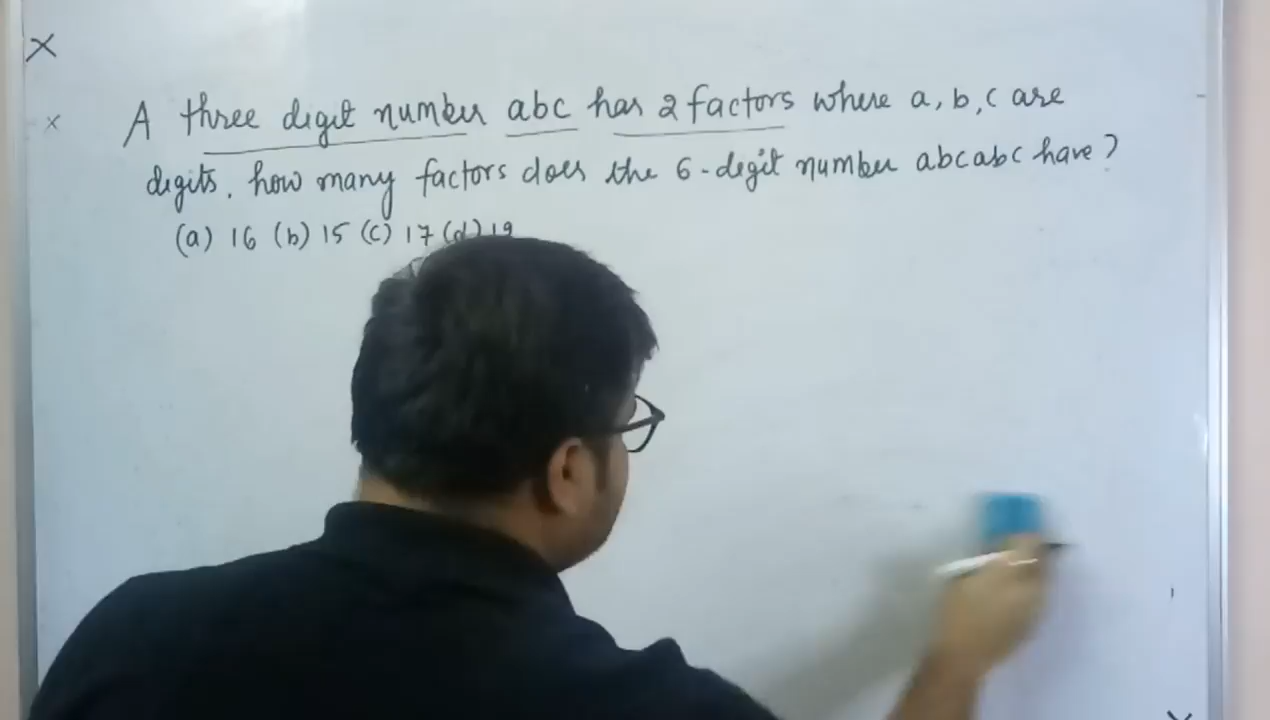 A three digit number abc has 2 factors where a, b, c are
digits. how many factors does the 6-digit number abcabc have?
(a) 16 (b) 15 (c) 17 (d) 19